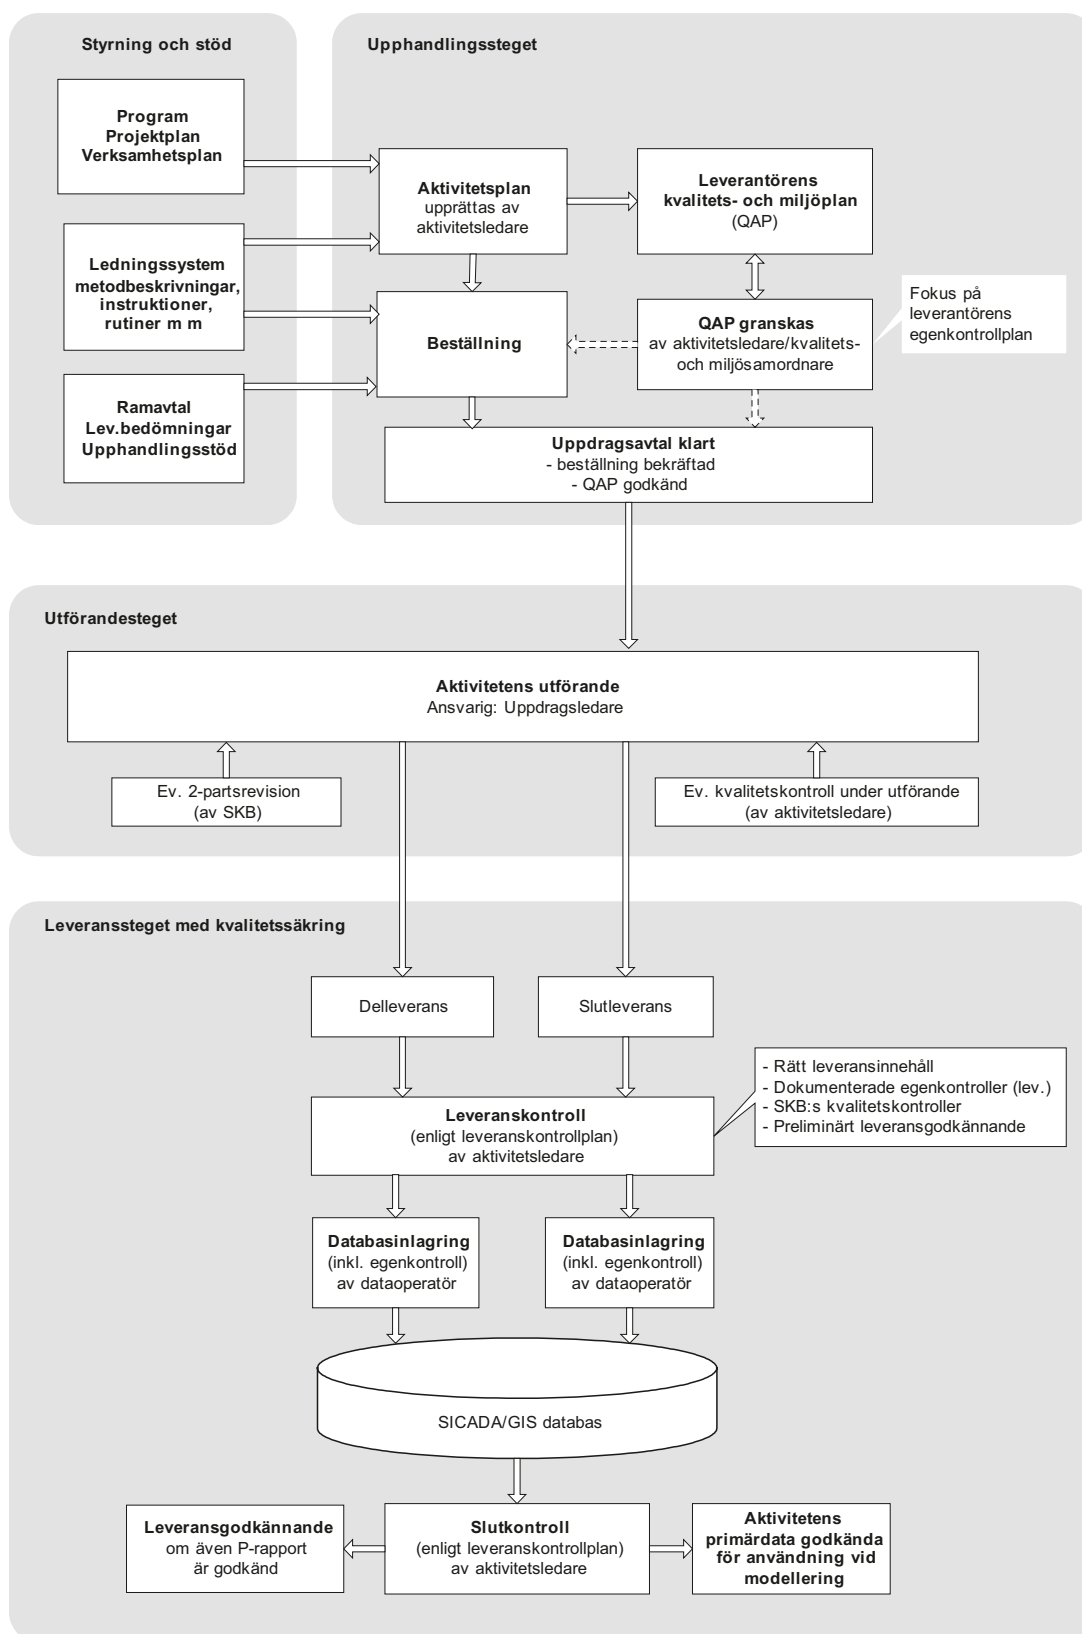 Styrning och stöd
Program
Projektplan
Verksamhetsplan
Ledningssystem
metodbeskrivningar,
instruktioner,
rutiner m m
Ramavtal
Lev.bedömningar
Upphandlingsstöd
Upphandlingssteget
Aktivitetsplan
upprättas av
aktivitetsledare
Leverantörens
kvalitets- och miljöplan
(QAP)
Beställning
QAP granskas
av aktivitetsledare/kvalitets-
och miljösamordnare
Fokus på
leverantörens
egenkontrollplan
Uppdragsavtal klart
- beställning bekräftad
- QAP godkänd
Utförandesteget
Aktivitetens utförande
Ansvarig: Uppdragsledare
Ev. 2-partsrevision
(av SKB)
Ev. kvalitetskontroll under utförande
(av aktivitetsledare)
Leveranssteget med kvalitetssäkring
Delleverans
Slutleverans
Leveranskontroll
(enligt leveranskontrollplan)
av aktivitetsledare
- Rätt leveransinnehåll
- Dokumenterade egenkontroller (lev.)
- SKB:s kvalitetskontroller
- Preliminärt leveransgodkännande
Databasinlagring
(inkl. egenkontroll)
av dataoperatör
Databasinlagring
(inkl. egenkontroll)
av dataoperatör
SICADA/GIS databas
Leveransgodkännande
om även P-rapport
är godkänd
Slutkontroll
(enligt leveranskontrollplan)
av aktivitetsledare
Aktivitetens
primärdata godkända
för användning vid
modellering